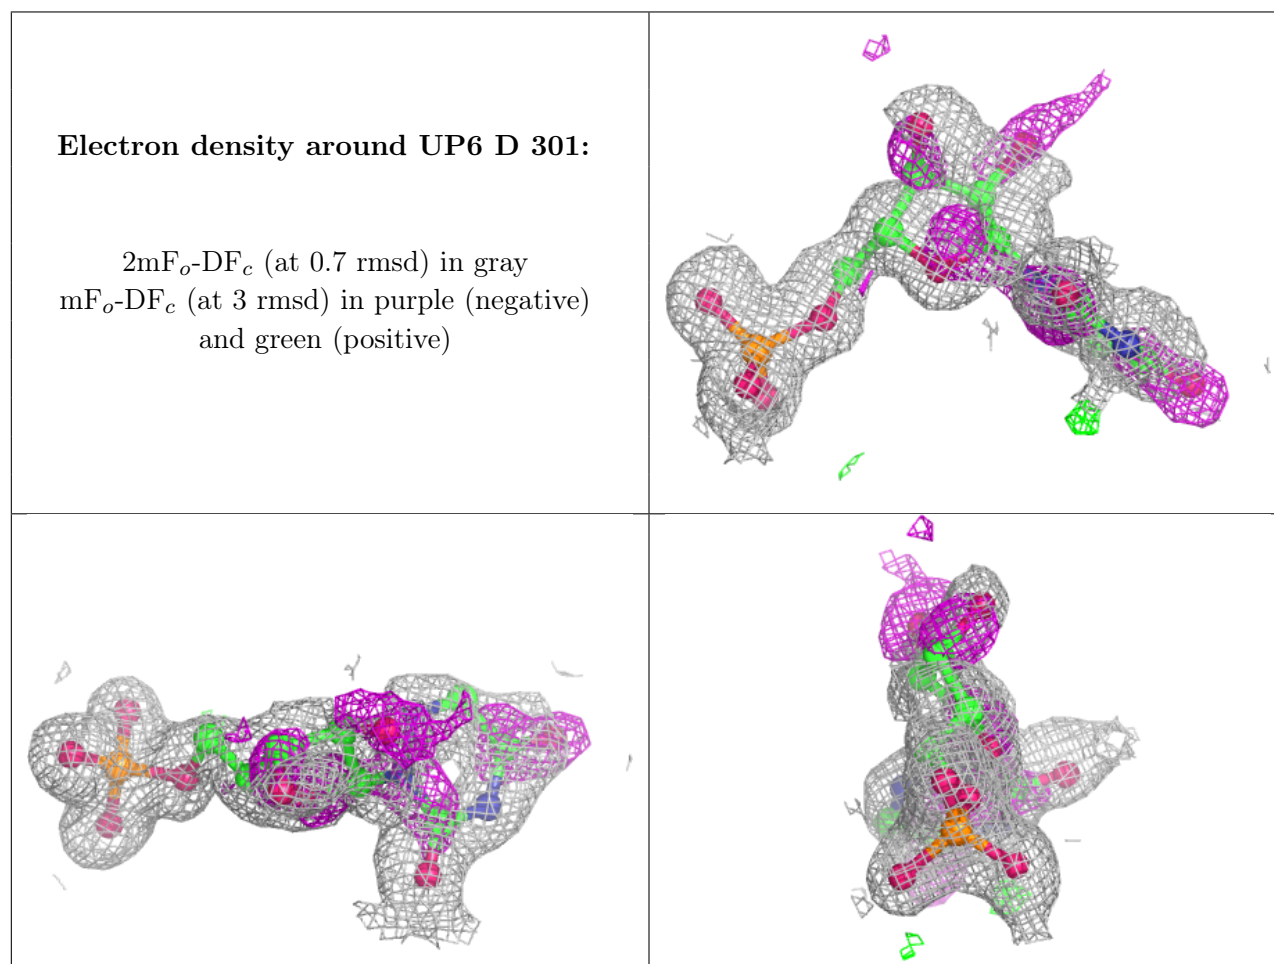 Electron density around UP6 D 301:
2mFo-DFc (at 0.7 rmsd) in gray
mFo-DFc (at 3 rmsd) in purple (negative)
and green (positive)